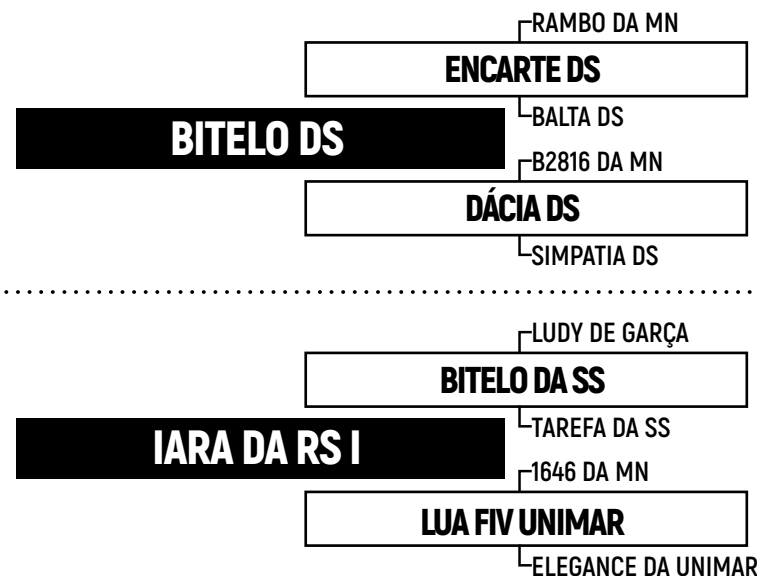 RAMBO DA MN
ENCARTE DS
BALTA DS
BITELO DS
B2816 DA MN
DÁCIA DS
SIMPATIA DS
LUDY DE GARÇA
BITELO DA SS
TAREFA DA SS
IARA DA RS I
1646 DA MN
LUA FIV UNIMAR
ELEGANCE DA UNIMAR